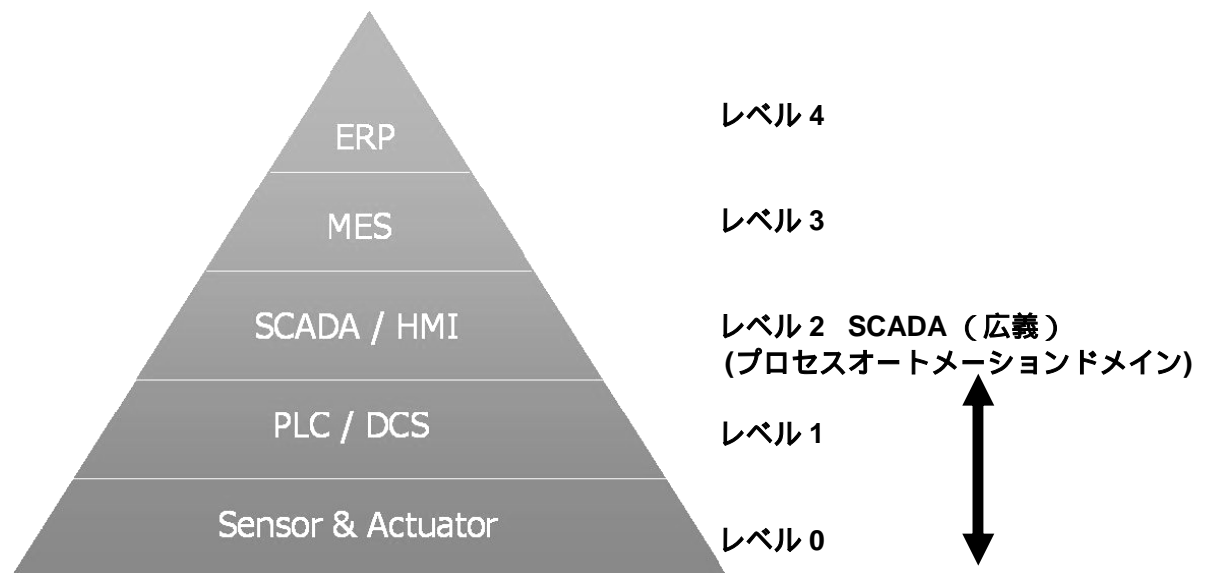 ERP
レベル 4
MES
レベル 3
SCADA / HMI
レベル 2 SCADA （広義）
(プロセスオートメーションドメイン)
PLC / DCS
レベル 1
Sensor & Actuator
レベル 0